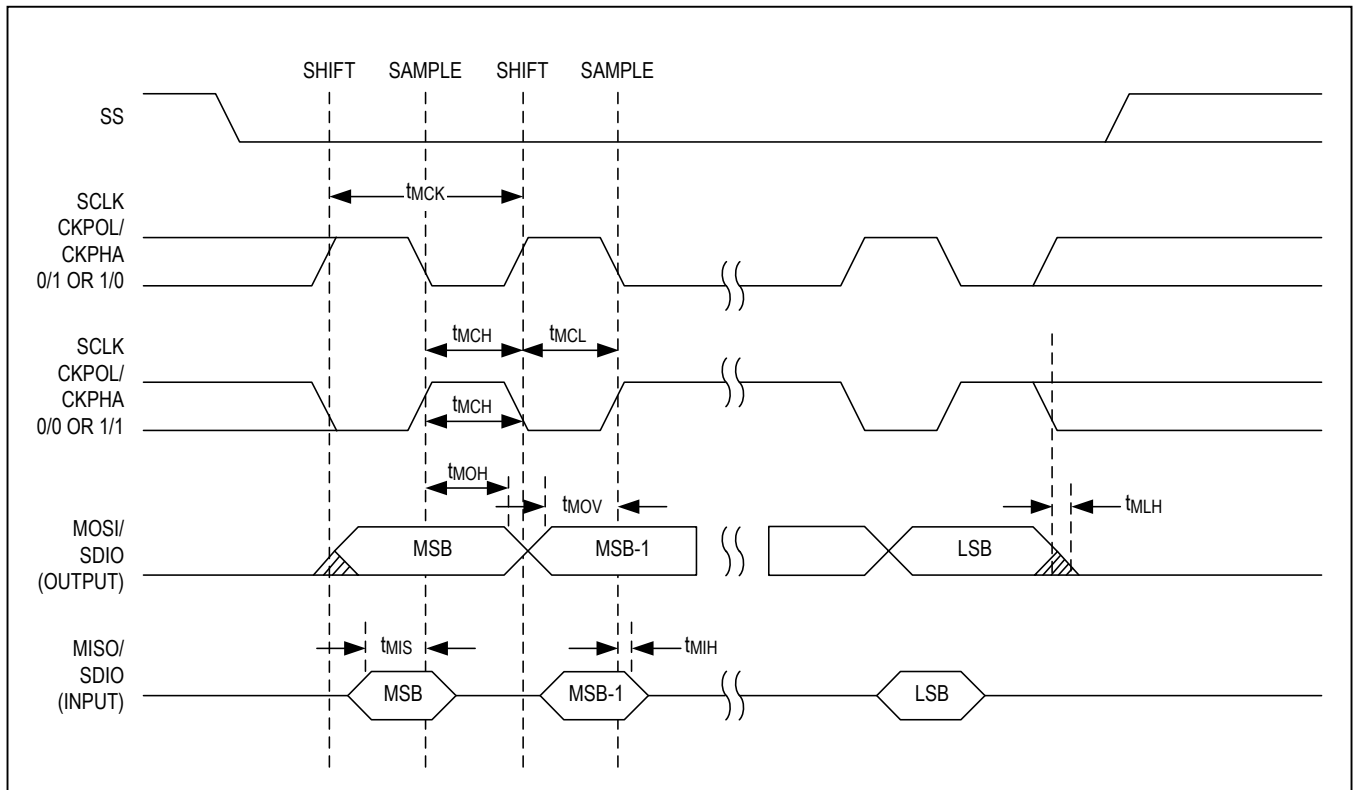 SHIFT SAMPLE SHIFT SAMPLE
SS
tMCK
SCLK
CKPOL/
CKPHA
0/1 OR 1/0
tMCH tMCL
SCLK
CKPOL/
CKPHA
0/0 OR 1/1
tMCH
tMOH
tMOV
tMLH
MOSI/
SDIO
(OUTPUT)
MSB MSB-1 LSB
tMIS
tMIH
MISO/
SDIO
(INPUT)
MSB MSB-1 LSB